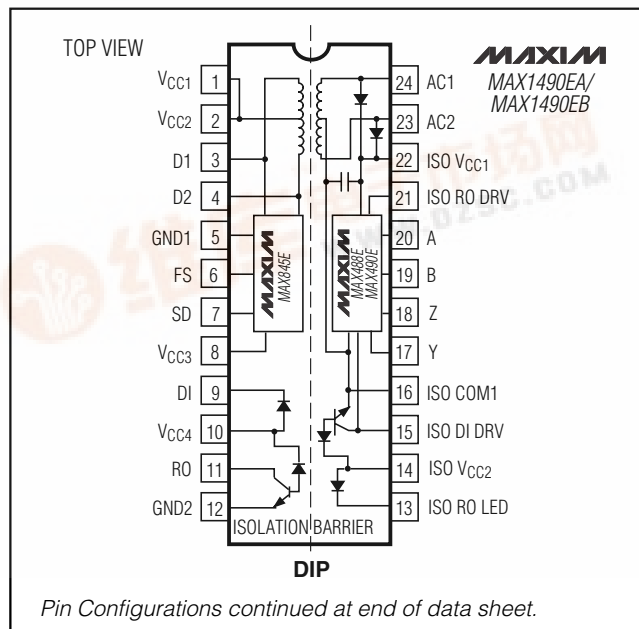 TOP VIEW
MAXIM
MAX1490EA/
MAX1490EB
VCC1 1
VCC2 2
D1 3
D2 4
GND1 5
FS 6
SD 7
VCC3 8
DI 9
VCC4 10
RO 11
GND2 12
24 AC1
23 AC2
22 ISO VCC1
21 ISO RO DRV
20 A
19 B
18 Z
17 Y
16 ISO COM1
15 ISO DI DRV
14 ISO VCC2
13 ISO RO LED
MAXIM
MAX845E
MAXIM
MAX488E
MAX490E
ISOLATION BARRIER
DIP
Pin Configurations continued at end of data sheet.